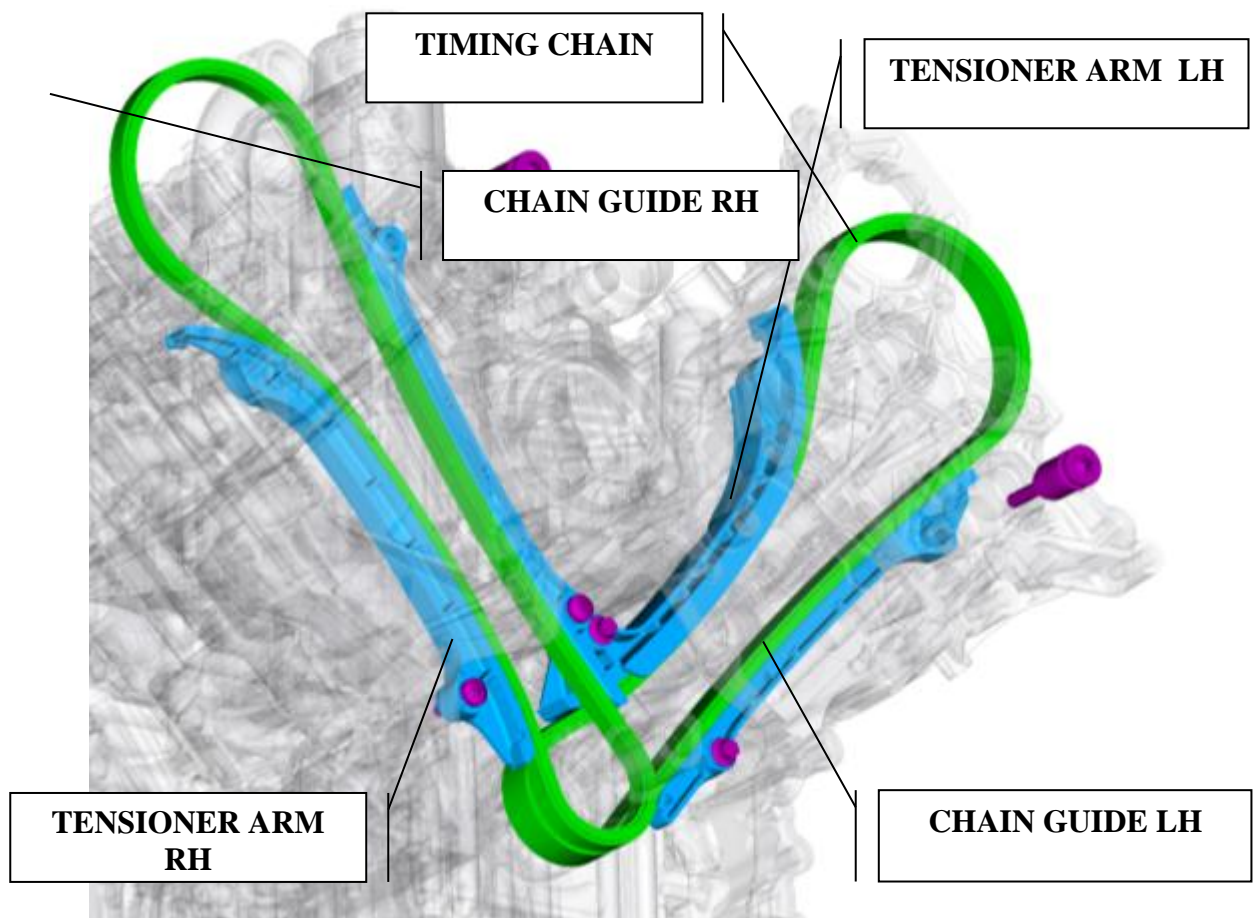 TIMING CHAIN
TENSIONER ARM  LH
CHAIN GUIDE RH
TENSIONER ARM
RH
CHAIN GUIDE LH